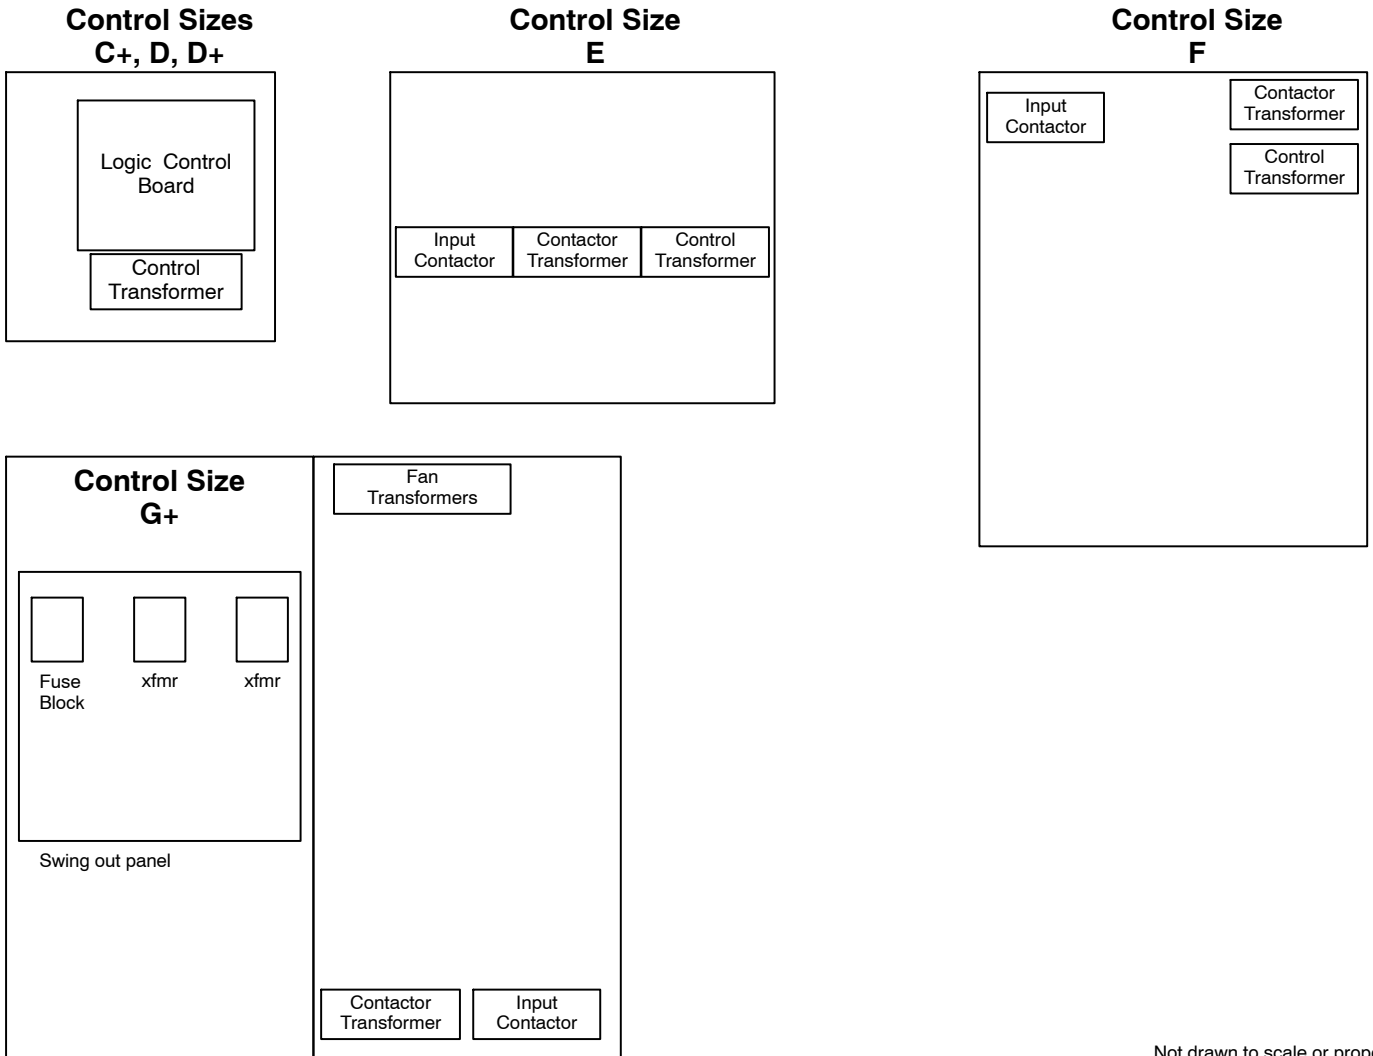 Control Sizes
C+, D, D+
Logic Control
Board
Control
Transformer
Control Size
E
Input
Contactor
Contactor
Transformer
Control
Transformer
Control Size
F
Input
Contactor
Contactor
Transformer
Control
Transformer
Control Size
G+
Fuse
Block
xfmr
xfmr
Swing out panel
Fan
Transformers
Contactor
Transformer
Input
Contactor
Not drawn to scale or